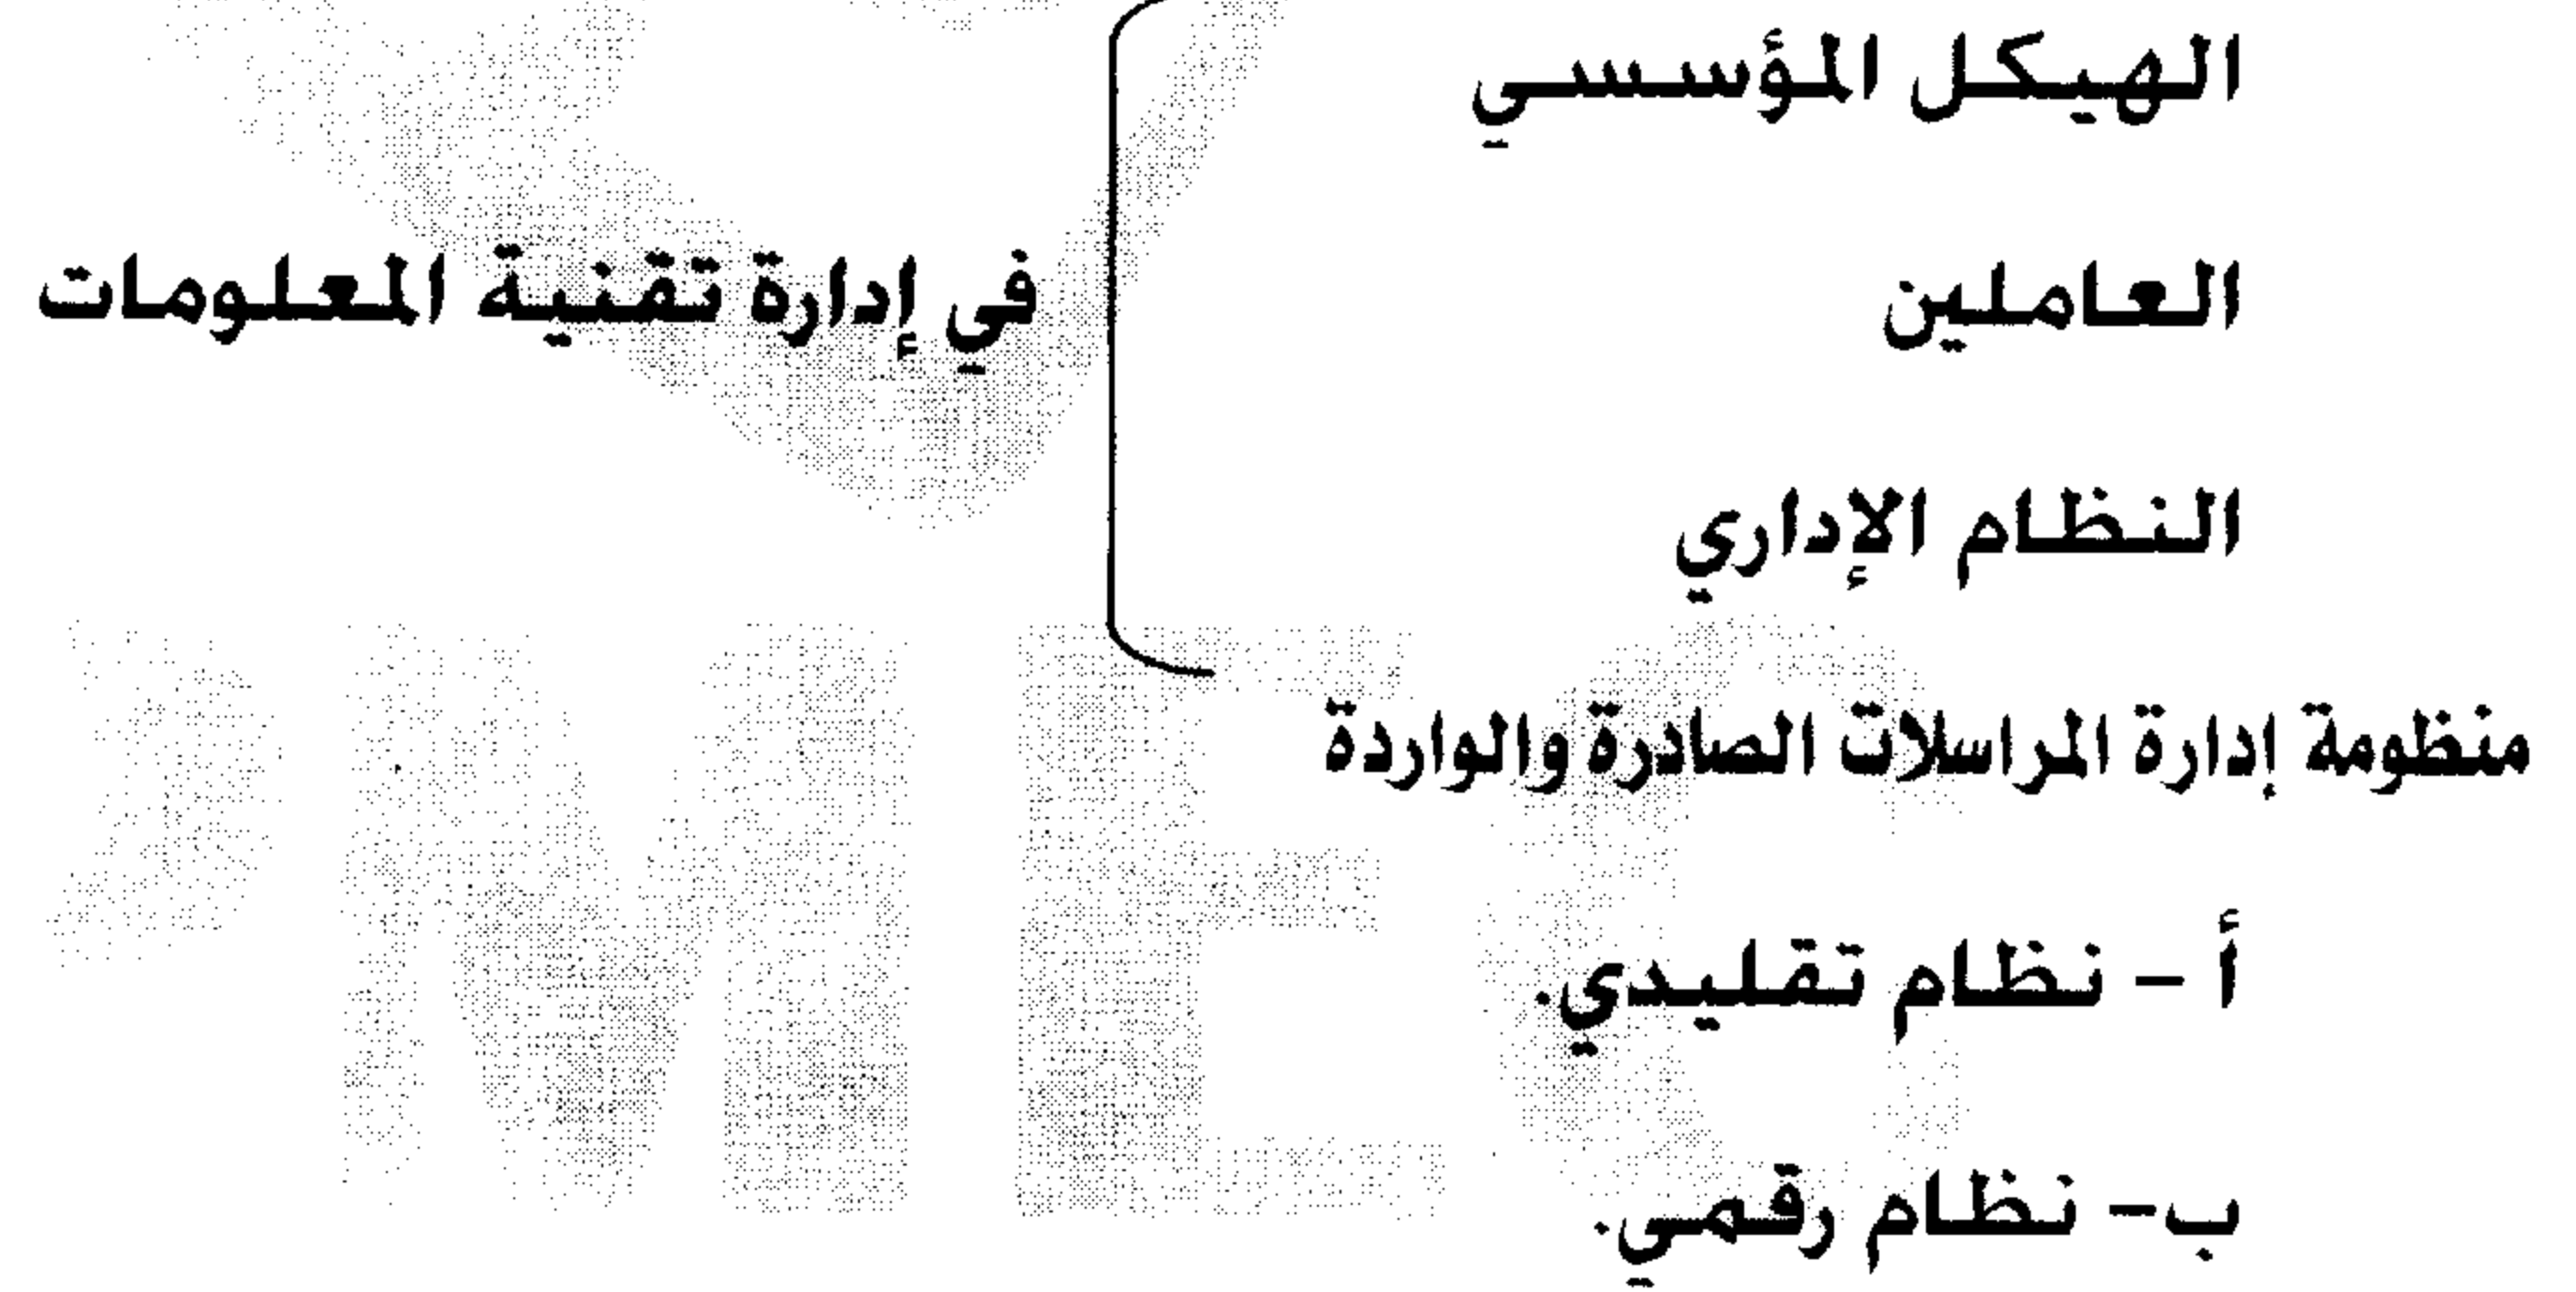 الهيكل المؤسسي
العاملين
في إدارة تقنية المعلومات
النظام الإداري
منظومة إدارة المراسلات الصادرة والواردة
أ – نظام تقليدي.
ب– نظام رقمي.